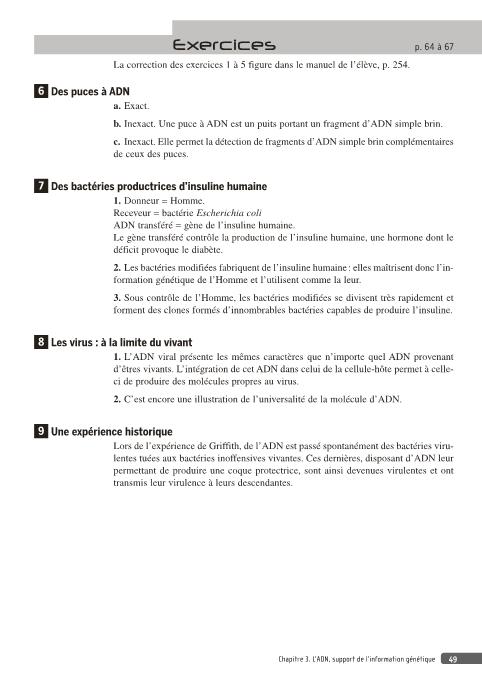 Exercices
p. 64 à 67
La correction des exercices 1 à 5 figure dans le manuel de l'élève, p. 254.
6 Des puces à ADN
a. Exact.
b. Inexact. Une puce à ADN est un puits portant un fragment d'ADN simple brin.
c. Inexact. Elle permet la détection de fragments d'ADN simple brin complémentaires
de ceux des puces.
7 Des bactéries productrices d'insuline humaine
1. Donneur = Homme.
Receveur = bactérie Escherichia coli
ADN transféré = gène de l'insuline humaine.
Le gène transféré contrôle la production de l'insuline humaine, une hormone dont le
déficit provoque le diabète.
2. Les bactéries modifiées fabriquent de l'insuline humaine : elles maîtrisent donc l'in-
formation génétique de l'Homme et l'utilisent comme la leur.
3. Sous contrôle de l'Homme, les bactéries modifiées se divisent très rapidement et
forment des clones formés d'innombrables bactéries capables de produire l'insuline.
8 Les virus : à la limite du vivant
1. L'ADN viral présente les mêmes caractères que n'importe quel ADN provenant
d'êtres vivants. L'intégration de cet ADN dans celui de la cellule-hôte permet à celle-
ci de produire des molécules propres au virus.
2. C'est encore une illustration de l'universalité de la molécule d'ADN.
9 Une expérience historique
Lors de l'expérience de Griffith, de l'ADN est passé spontanément des bactéries viru-
lentes tuées aux bactéries inoffensives vivantes. Ces dernières, disposant d'ADN leur
permettant de produire une coque protectrice, sont ainsi devenues virulentes et ont
transmis leur virulence à leurs descendantes.
Chapitre 3. L'ADN, support de l'information génétique 49